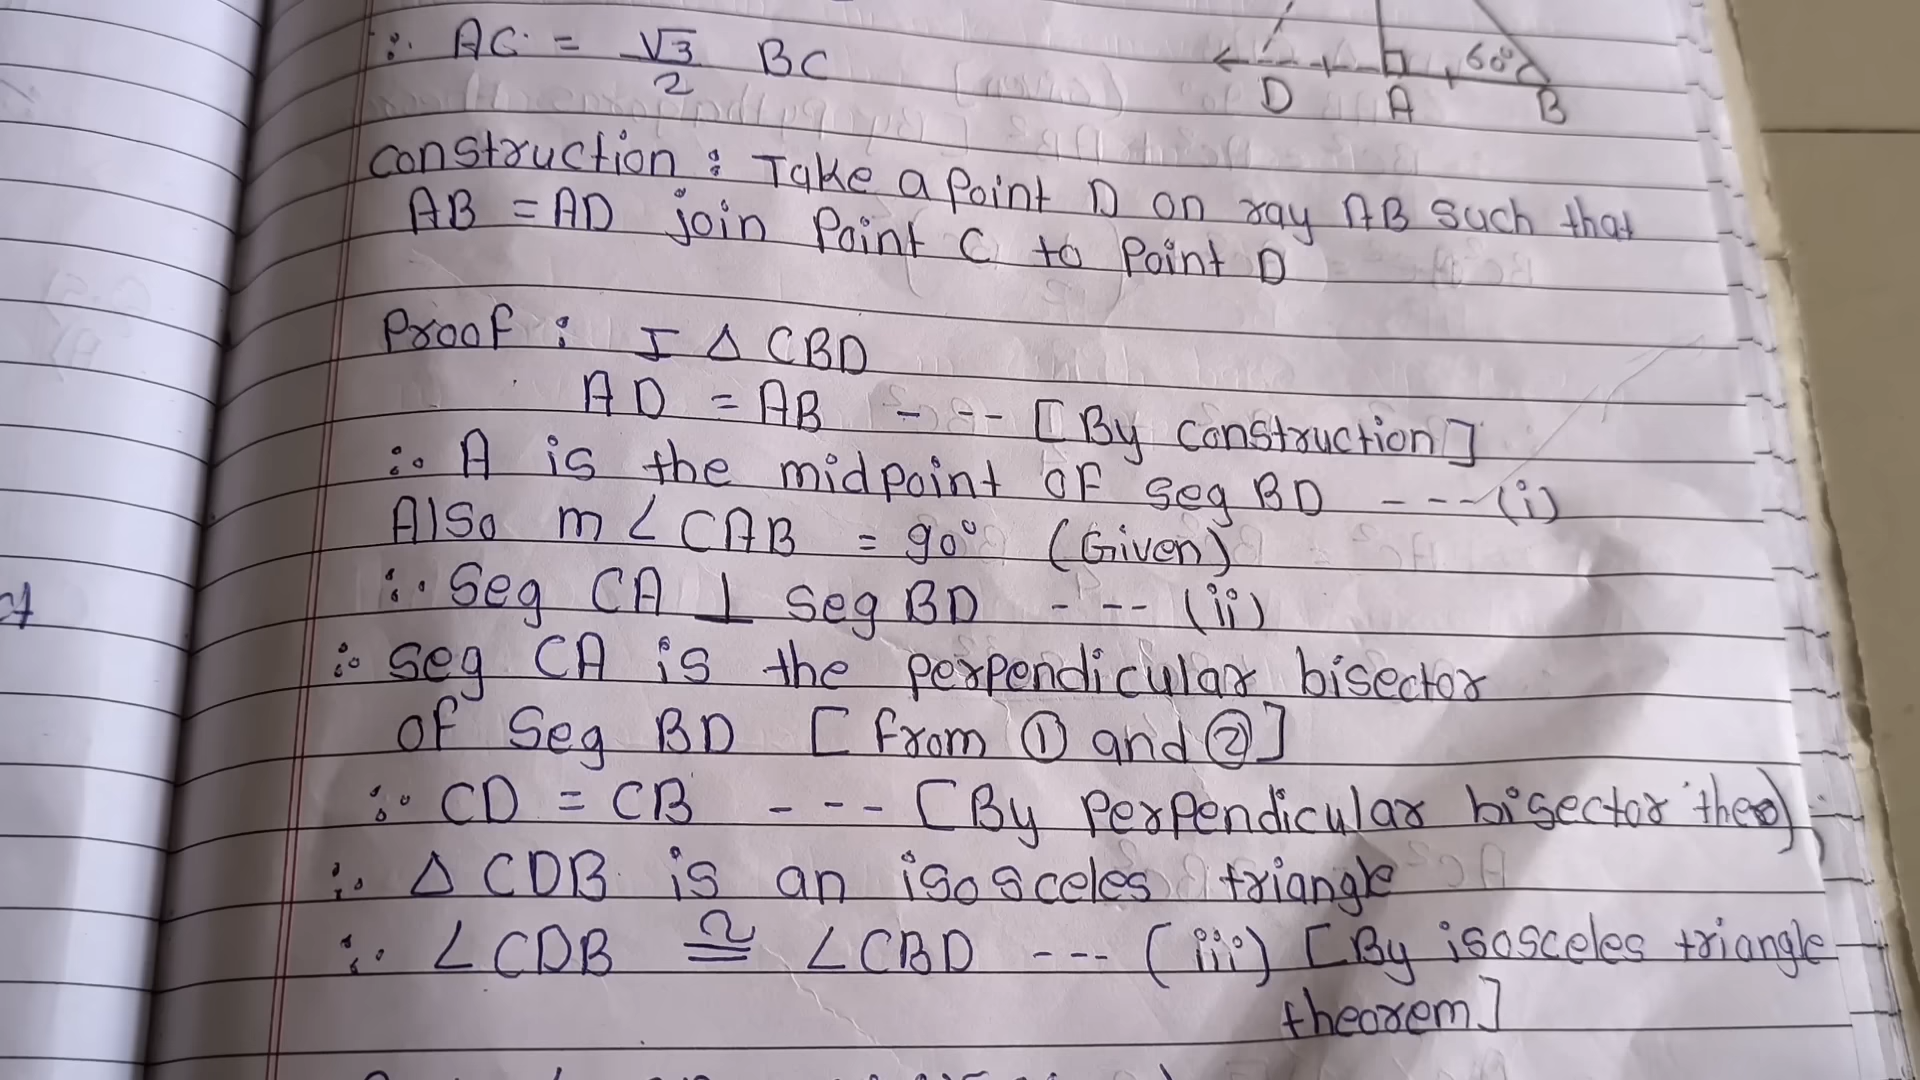 ∴ AC = √3/2 BC
60°
D A B
construction : Take a point D on ray AB such that
AB = AD join Point C to Point D
Proof : I △ CBD
AD = AB - -- [By construction]
∴ A is the midpoint of seg BD - -- -(i)
Also m ∠CAB = 90° (Given)
∴ seg CA ⊥ seg BD - -- (ii)
∴ seg CA is the perpendicular bisector
of seg BD [from ① and ②]
∴ CD = CB - - -- [By perpendicular bisector theo]
∴ △ CDB is an isosceles triangle
∴ ∠CDB ≅ ∠CBD --- (iii) [By isosceles triangle
theorem]